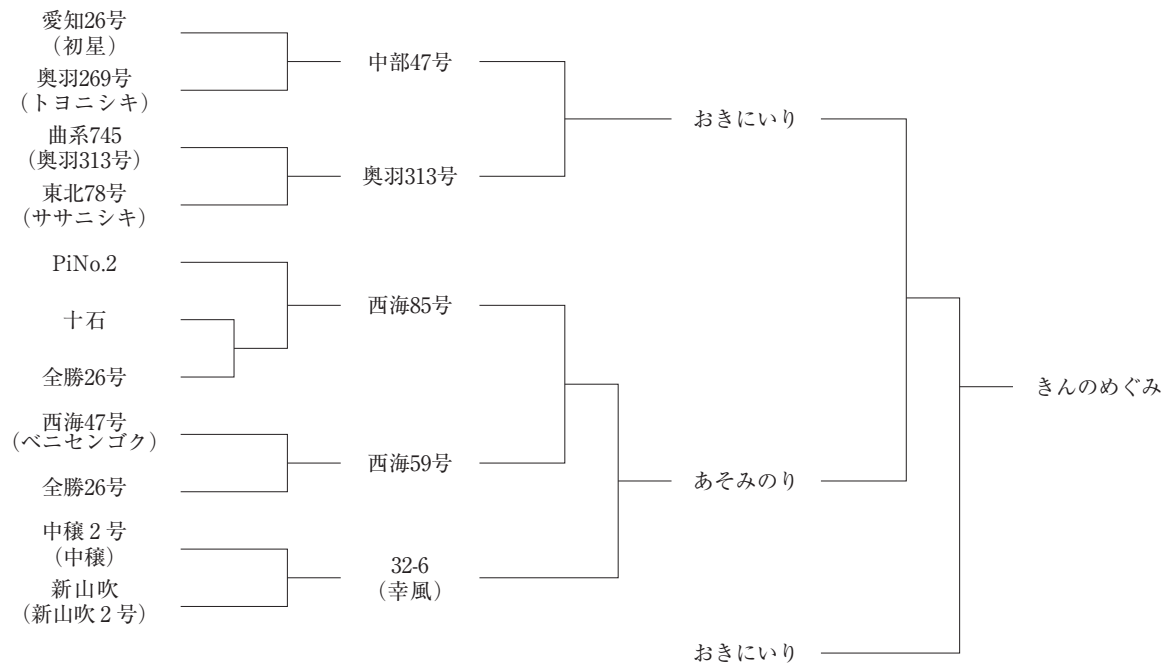 愛知26号
（初星）
奥羽269号
（トヨニシキ）
中部47号
曲系745
（奥羽313号）
東北78号
（ササニシキ）
奥羽313号
おきにいり
PiNo.2
十石
全勝26号
西海85号
西海47号
（ベニセンゴク）
全勝26号
西海59号
中穣２号
（中穣）
新山吹
（新山吹２号）
32-6
（幸風）
あそみのり
おきにいり
きんのめぐみ